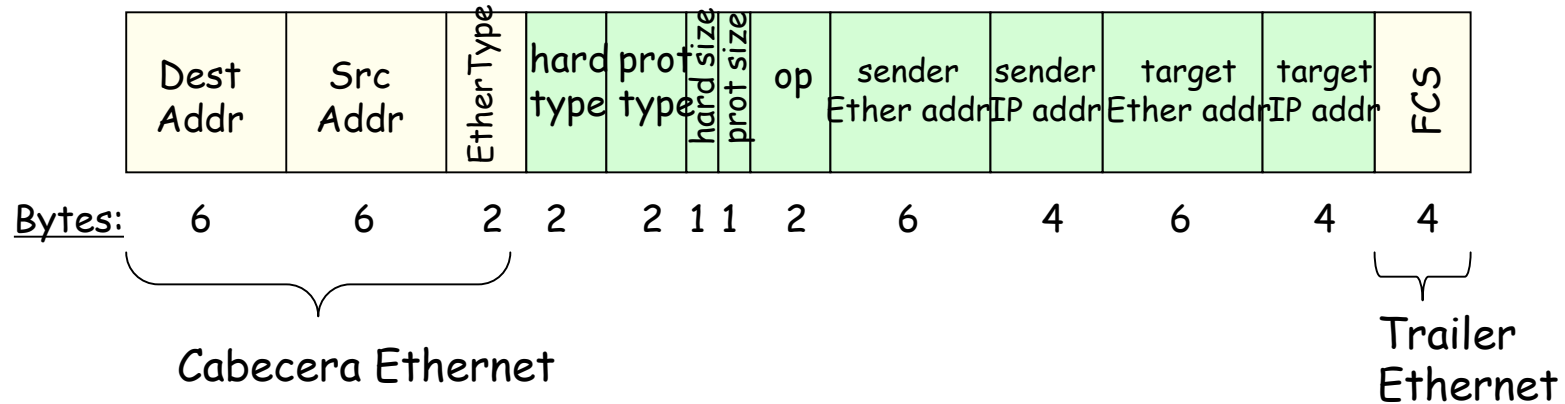 Dest
Addr
Src
Addr
EtherType
hard
type
prot
type
hard size
prot size
op
sender
Ether addr
sender
IP addr
target
Ether addr
target
IP addr
FCS
Bytes: 6 6 2 2 2 1 1 2 6 4 6 4 4
Cabecera Ethernet
Trailer
Ethernet